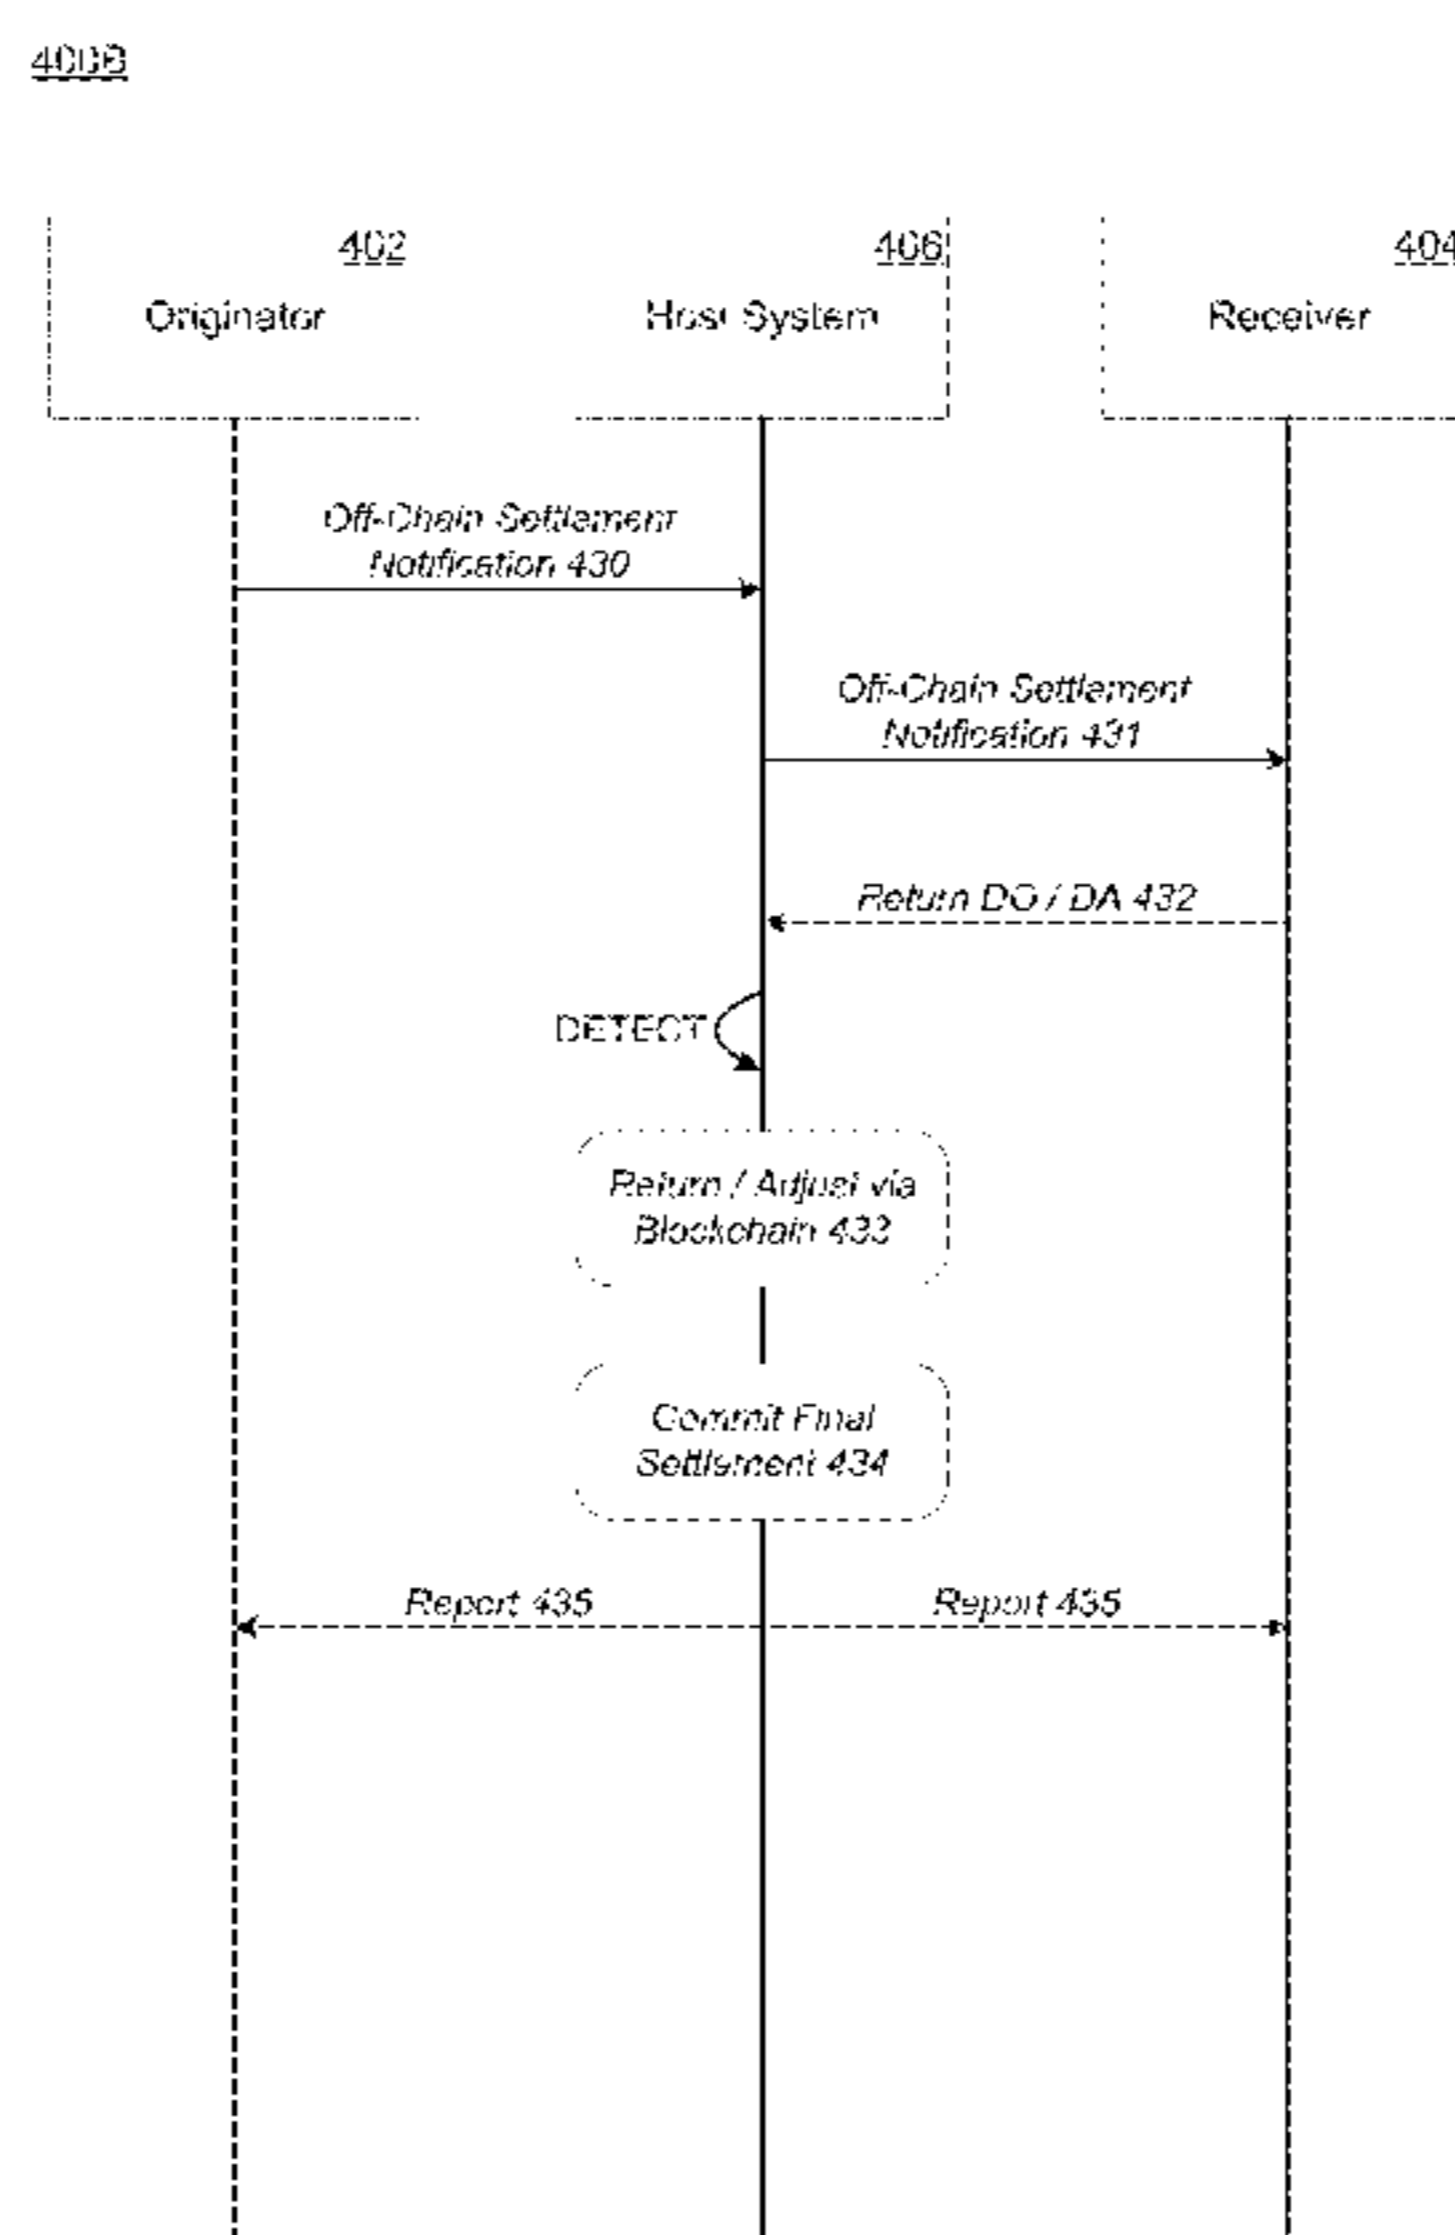 400B
402
406
404
Originator
Host System
Receiver
Off-Chain Settlement
Notification 430
Off-Chain Settlement
Notification 431
Return DO / DA 432
DETECT
Return / Adjust via
Blockchain 433
Commit Final
Settlement 434
Report 435
Report 435